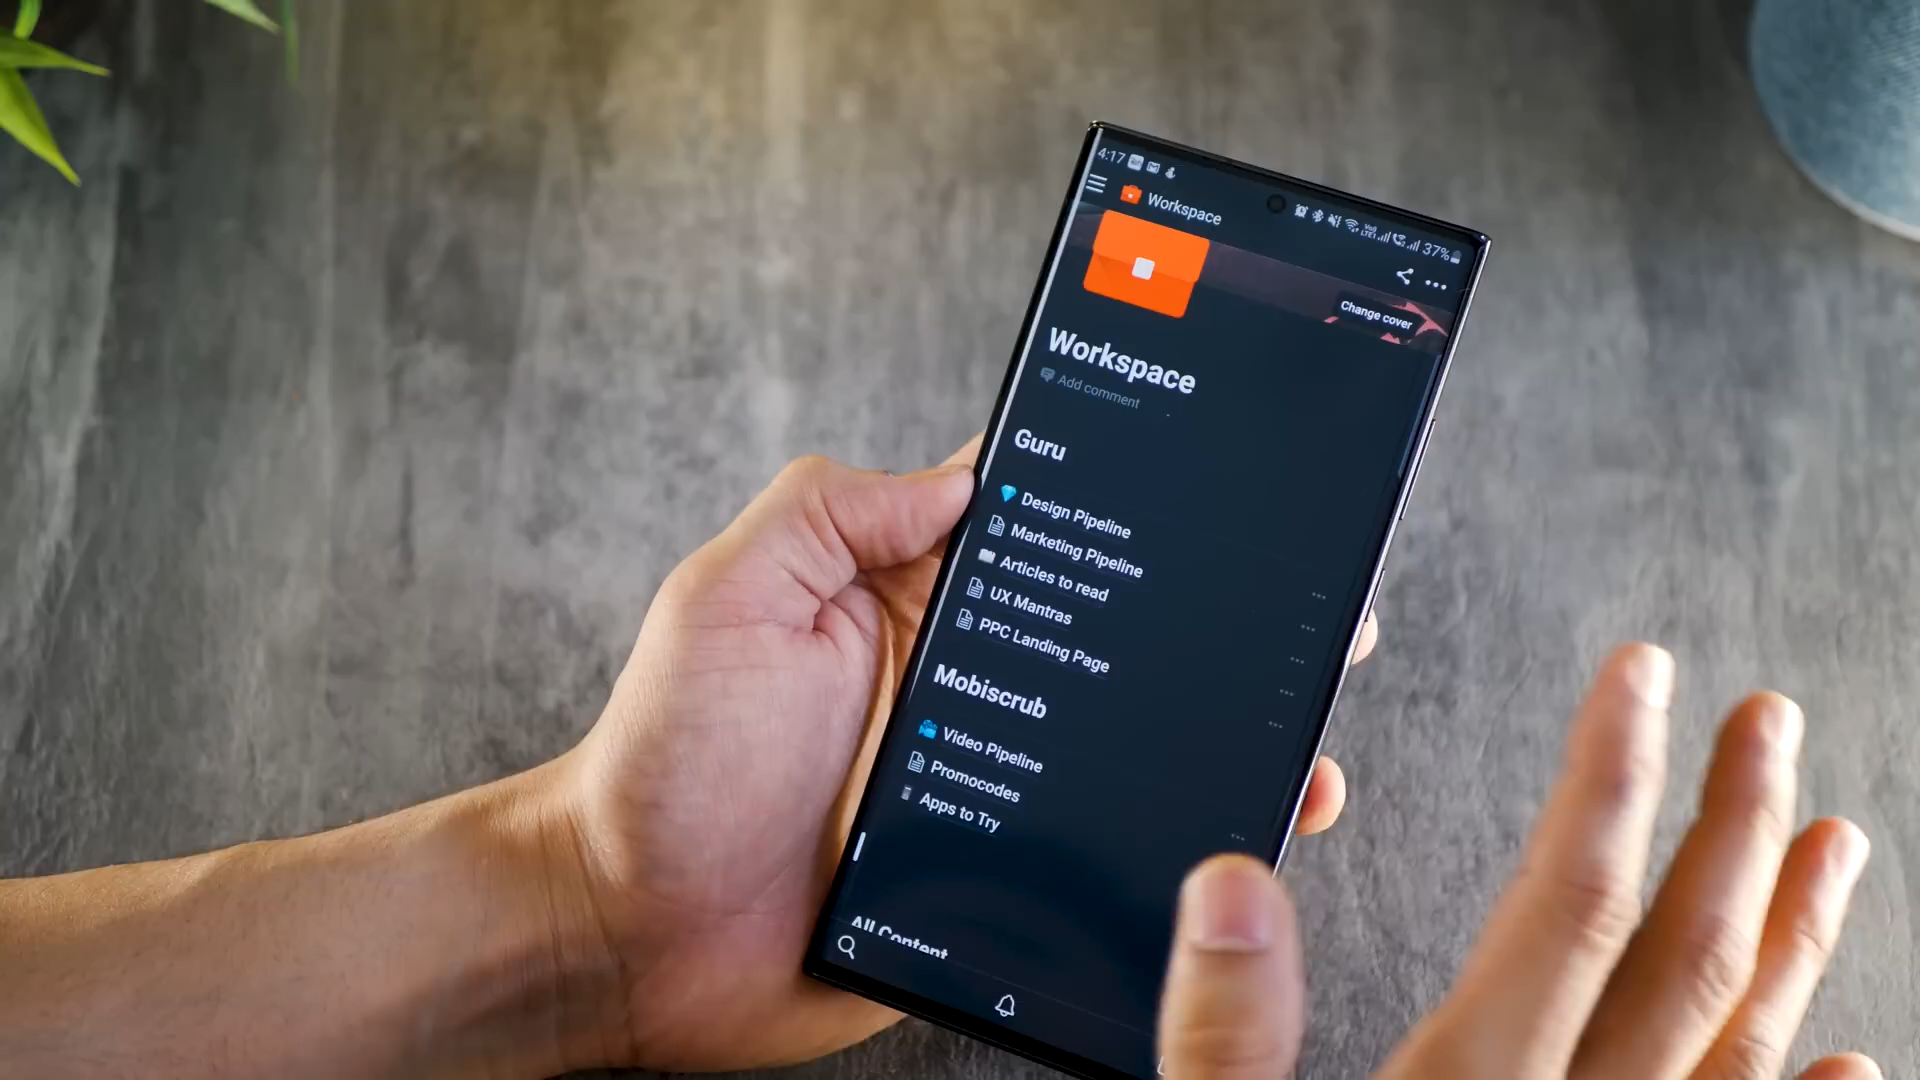 4:17
37%
Workspace
Change cover
Workspace
Add comment
Guru
Design Pipeline
Marketing Pipeline
Articles to read
UX Mantras
PPC Landing Page
Mobiscrub
Video Pipeline
Promocodes
Apps to Try
All Content